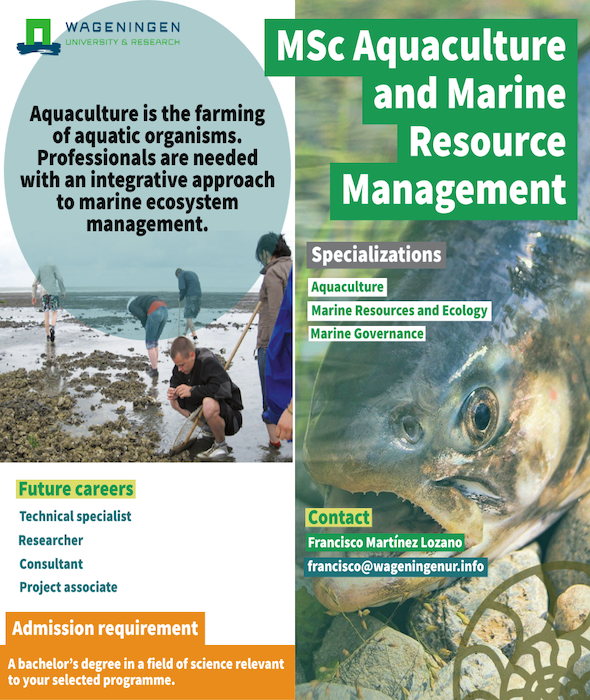 WAGENINGEN
UNIVERSITY & RESEARCH
Aquaculture is the farming
of aquatic organisms.
Professionals are needed
with an integrative approach
to marine ecosystem
management.
Future careers
Technical specialist
Researcher
Consultant
Project associate
Admission requirement
A bachelor's degree in a field of science relevant
to your selected programme.
MSc Aquaculture
and Marine
Resource
Management
Specializations
Aquaculture
Marine Resources and Ecology
Marine Governance
Contact
Francisco Martínez Lozano
francisco@wageningenur.info